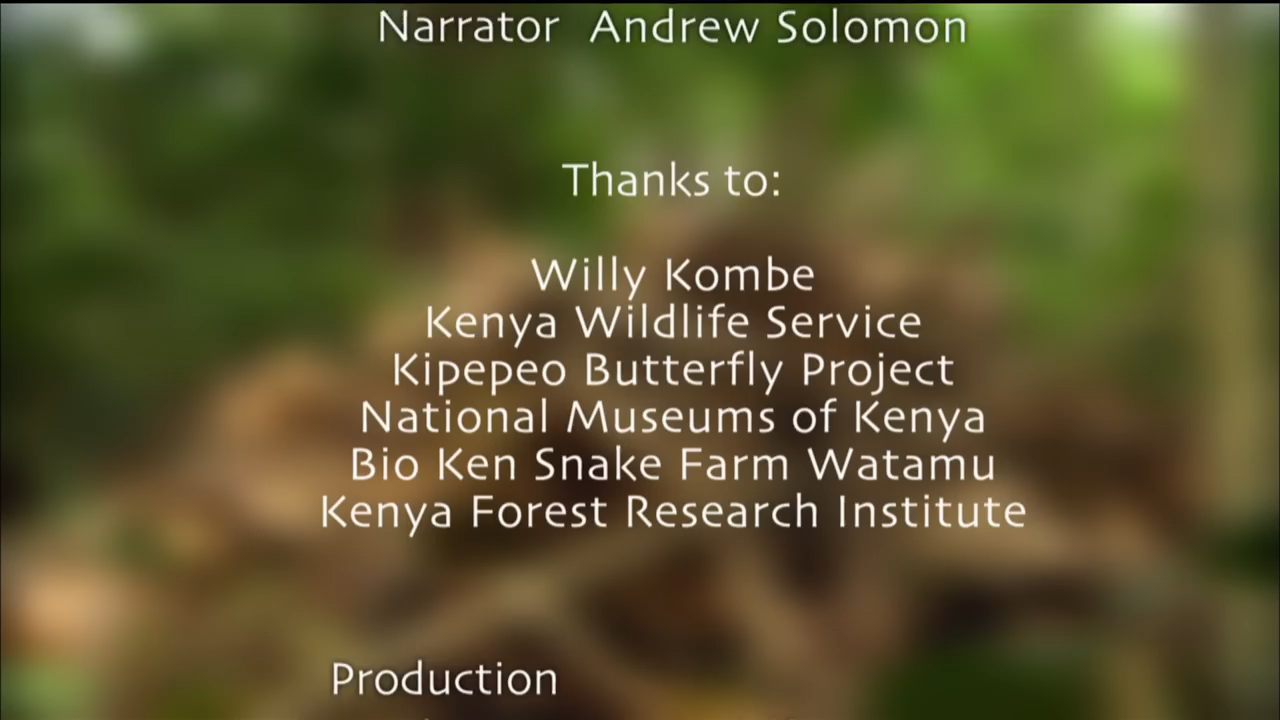 Narrator Andrew Solomon
Thanks to:
Willy Kombe
Kenya Wildlife Service
Kipepeo Butterfly Project
National Museums of Kenya
Bio Ken Snake Farm Watamu
Kenya Forest Research Institute
Production